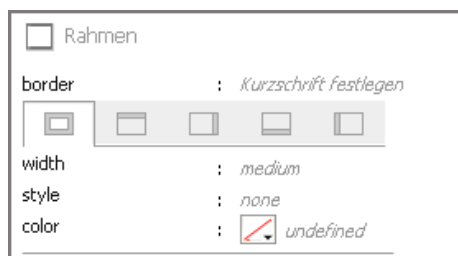 Rahmen
border : Kurzschrift festlegen
width : medium
style : none
color : undefined